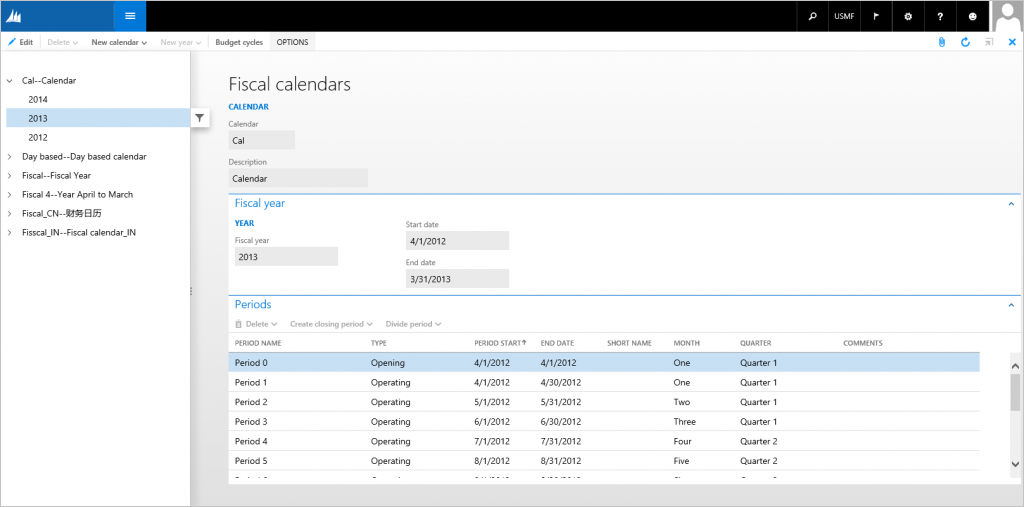 USMF ?
Edit Delete New calendar New year Budget cycles OPTIONS
Cal--Calendar
2014
2013
2012
Day based--Day based calendar
Fiscal--Fiscal Year
Fiscal 4--Year April to March
Fiscal_CN--财务日历
Fisscal_IN--Fiscal calendar_IN
Fiscal calendars
CALENDAR
Calendar
Cal
Description
Calendar
Fiscal year
YEAR
Fiscal year
2013
Start date
4/1/2012
End date
3/31/2013
Periods
Delete Create closing period Divide period
PERIOD NAME TYPE PERIOD START END DATE SHORT NAME MONTH QUARTER COMMENTS
Period 0 Opening 4/1/2012 4/1/2012 One Quarter 1
Period 1 Operating 4/1/2012 4/30/2012 One Quarter 1
Period 2 Operating 5/1/2012 5/31/2012 Two Quarter 1
Period 3 Operating 6/1/2012 6/30/2012 Three Quarter 1
Period 4 Operating 7/1/2012 7/31/2012 Four Quarter 2
Period 5 Operating 8/1/2012 8/31/2012 Five Quarter 2